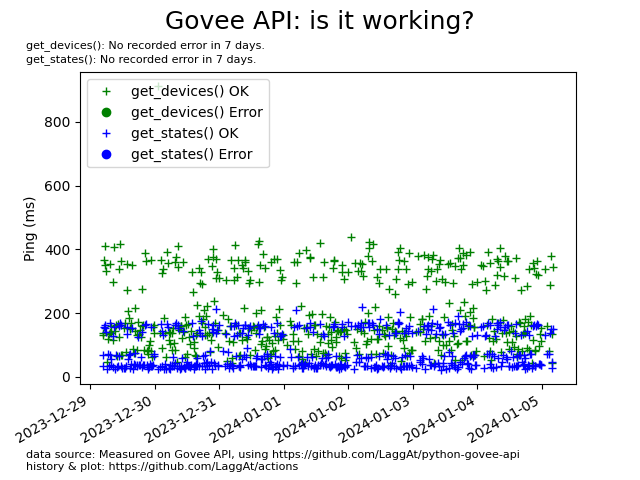 Govee API: is it working?
get_devices(): No recorded error in 7 days.
get_states(): No recorded error in 7 days.
get_devices() OK
get_devices() Error
get_states() OK
get_states() Error
Ping (ms)
800
600
400
200
0
2023-12-29
2023-12-30
2023-12-31
2024-01-01
2024-01-02
2024-01-03
2024-01-04
2024-01-05
data source: Measured on Govee API, using https://github.com/LaggAt/python-govee-api
history & plot: https://github.com/LaggAt/actions